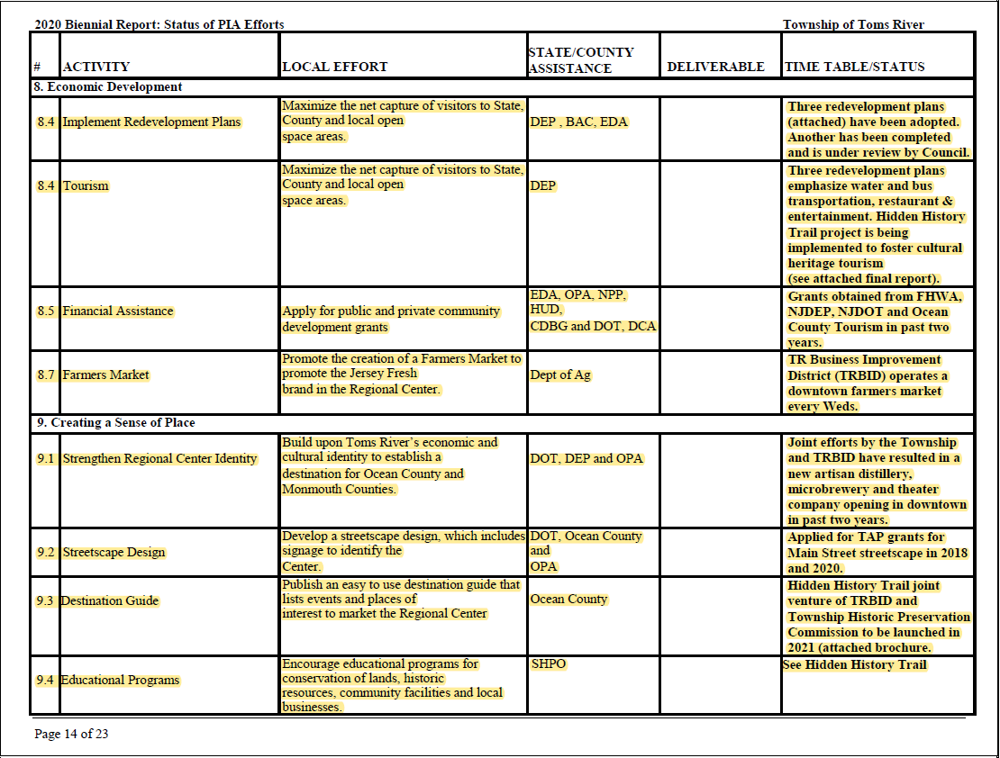 2020 Biennial Report: Status of PIA Efforts
Township of Toms River
#
ACTIVITY
LOCAL EFFORT
STATE/COUNTY
ASSISTANCE
DELIVERABLE
TIME TABLE/STATUS
8. Economic Development
8.4
Implement Redevelopment Plans
Maximize the net capture of visitors to State,
County and local open
space areas.
DEP , BAC, EDA
Three redevelopment plans
(attached) have been adopted.
Another has been completed
and is under review by Council.
8.4
Tourism
Maximize the net capture of visitors to State,
County and local open
space areas.
DEP
Three redevelopment plans
emphasize water and bus
transportation, restaurant &
entertainment. Hidden History
Trail project is being
implemented to foster cultural
heritage tourism
(see attached final report).
8.5
Financial Assistance
Apply for public and private community
development grants
EDA, OPA, NPP,
HUD,
CDBG and DOT, DCA
Grants obtained from FHWA,
NJDEP, NJDOT and Ocean
County Tourism in past two
years.
8.7
Farmers Market
Promote the creation of a Farmers Market to
promote the Jersey Fresh
brand in the Regional Center.
Dept of Ag
TR Business Improvement
District (TRBID) operates a
downtown farmers market
every Weds.
9. Creating a Sense of Place
9.1
Strengthen Regional Center Identity
Build upon Toms River's economic and
cultural identity to establish a
destination for Ocean County and
Monmouth Counties.
DOT, DEP and OPA
Joint efforts by the Township
and TRBID have resulted in a
new artisan distillery,
microbrewery and theater
company opening in downtown
in past two years.
9.2
Streetscape Design
Develop a streetscape design, which includes
signage to identify the
Center.
DOT, Ocean County
and
OPA
Applied for TAP grants for
Main Street streetscape in 2018
and 2020.
9.3
Destination Guide
Publish an easy to use destination guide that
lists events and places of
interest to market the Regional Center
Ocean County
Hidden History Trail joint
venture of TRBID and
Township Historic Preservation
Commission to be launched in
2021 (attached brochure.
9.4
Educational Programs
Encourage educational programs for
conservation of lands, historic
resources, community facilities and local
businesses.
SHPO
See Hidden History Trail
Page 14 of 23